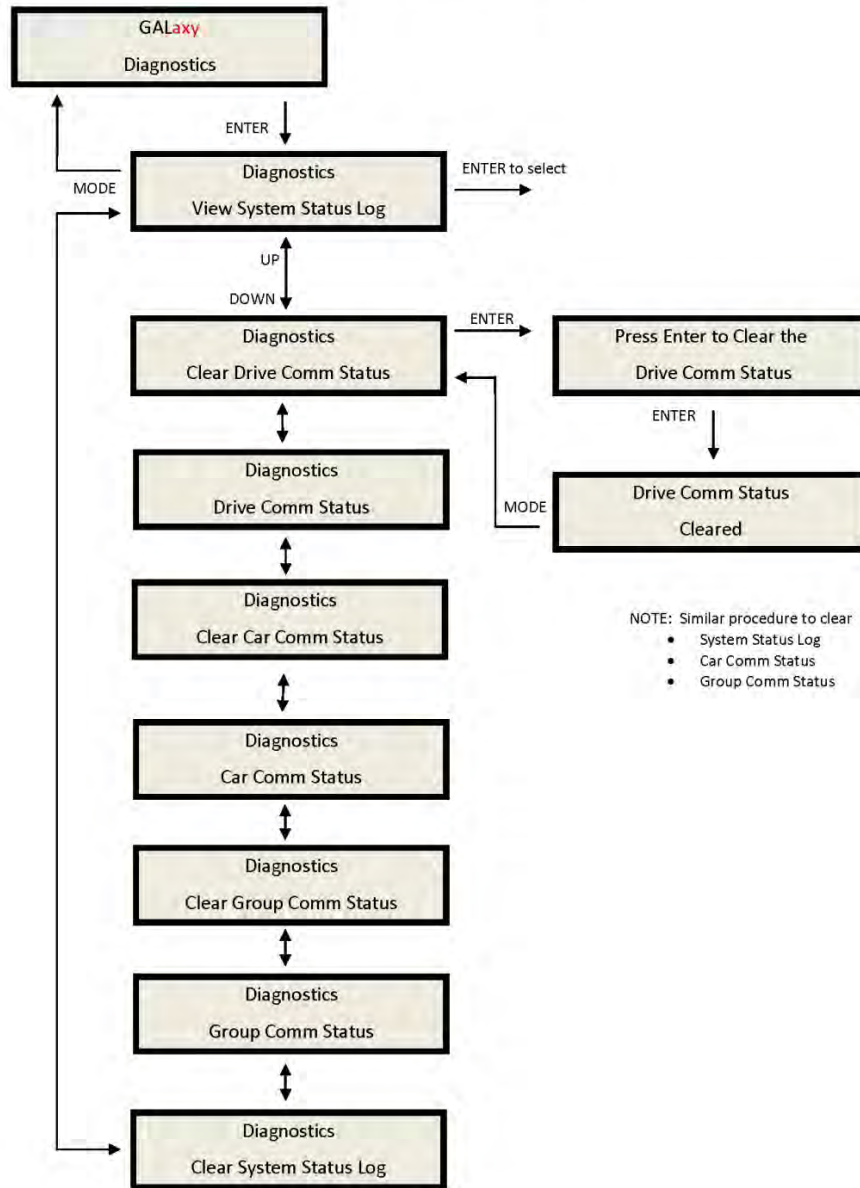 GALaxy
Diagnostics
ENTER
Diagnostics
View System Status Log
ENTER to select
MODE
UP
DOWN
Diagnostics
Clear Drive Comm Status
ENTER
Press Enter to Clear the
Drive Comm Status
ENTER
Diagnostics
Drive Comm Status
MODE
Drive Comm Status
Cleared
Diagnostics
Clear Car Comm Status
NOTE: Similar procedure to clear
• System Status Log
• Car Comm Status
• Group Comm Status
Diagnostics
Car Comm Status
Diagnostics
Clear Group Comm Status
Diagnostics
Group Comm Status
Diagnostics
Clear System Status Log